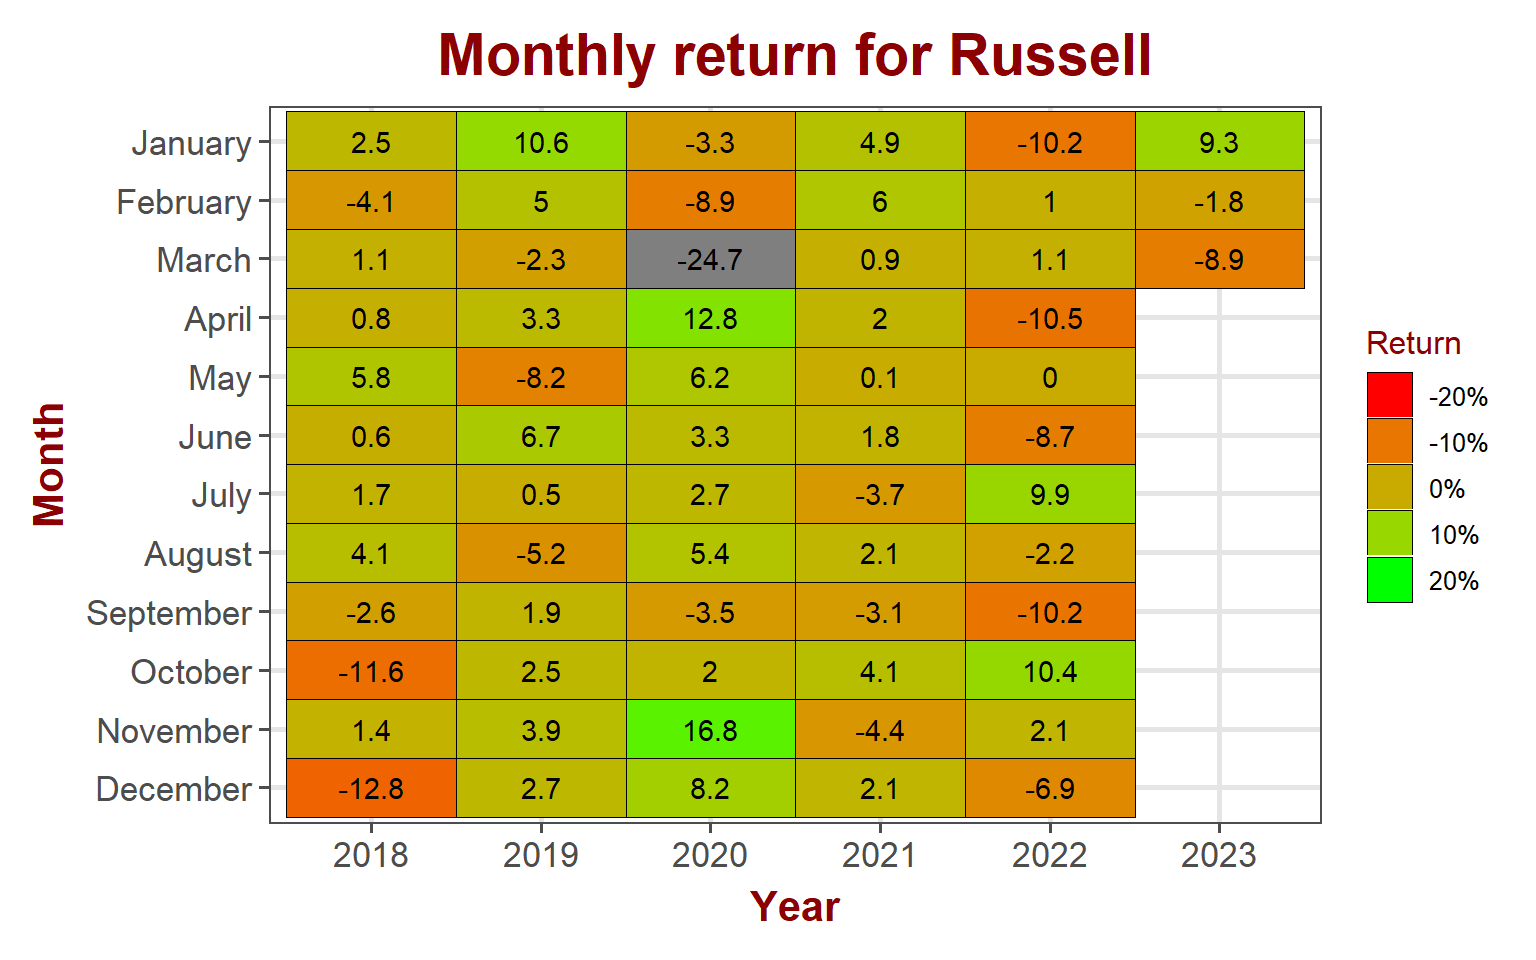 Monthly return for Russell
January 2.5 10.6 -3.3 4.9 -10.2 9.3
February -4.1 5 -8.9 6 1 -1.8
March 1.1 -2.3 -24.7 0.9 1.1 -8.9
April 0.8 3.3 12.8 2 -10.5
May 5.8 -8.2 6.2 0.1 0
June 0.6 6.7 3.3 1.8 -8.7
July 1.7 0.5 2.7 -3.7 9.9
August 4.1 -5.2 5.4 2.1 -2.2
September -2.6 1.9 -3.5 -3.1 -10.2
October -11.6 2.5 2 4.1 10.4
November 1.4 3.9 16.8 -4.4 2.1
December -12.8 2.7 8.2 2.1 -6.9
2018 2019 2020 2021 2022 2023
Year
Month
Return
-20%
-10%
0%
10%
20%